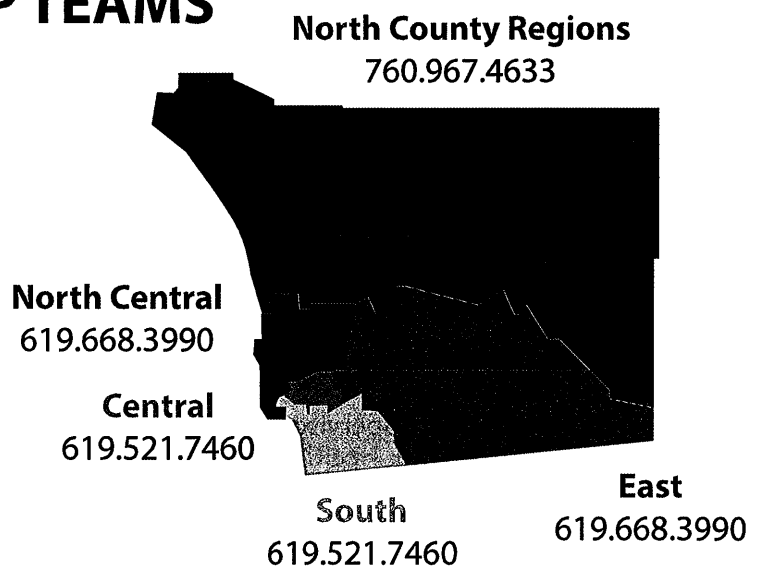 P TEAMS
North County Regions
760.967.4633
North Central
619.668.3990
Central
619.521.7460
South
619.521.7460
East
619.668.3990